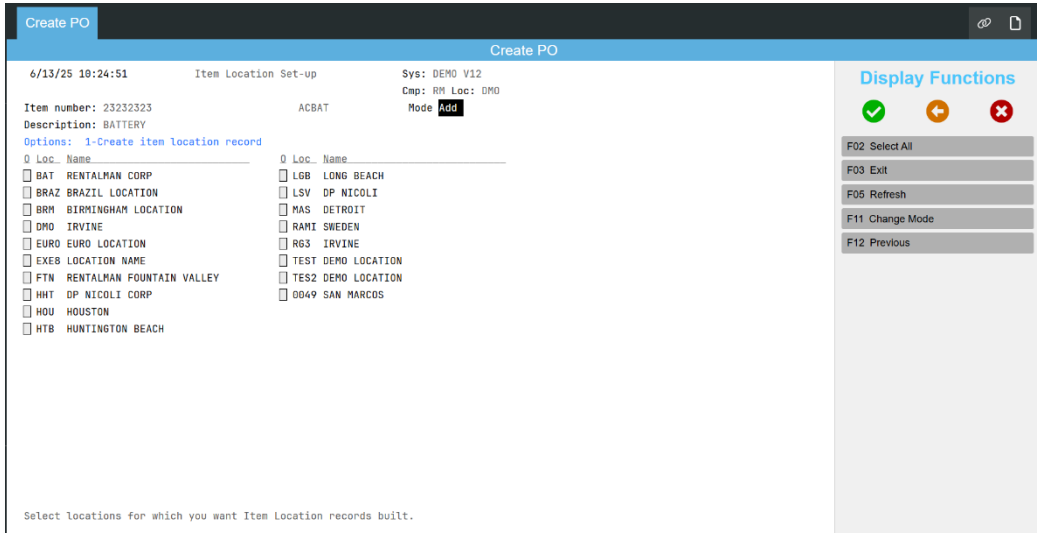 Create PO
Create PO
6/13/25 10:24:51 Item Location Set-up Sys: DEMO V12
Cmp: RM Loc: DMO
Item number: 23232323 ACBAT Mode Add
Description: BATTERY
Options: 1-Create item location record
O Loc Name O Loc Name
BAT RENTALMAN CORP LGB LONG BEACH
BRAZ BRAZIL LOCATION LSV DP NICOLI
BRM BIRMINGHAM LOCATION MAS DETROIT
DMO IRVINE RAMI SWEDEN
EURO EURO LOCATION RG3 IRVINE
EXE8 LOCATION NAME TEST DEMO LOCATION
FTN RENTALMAN FOUNTAIN VALLEY TES2 DEMO LOCATION
HHT DP NICOLI CORP 0049 SAN MARCOS
HOU HOUSTON
HTB HUNTINGTON BEACH
Select locations for which you want Item Location records built.
Display Functions
F02 Select All
F03 Exit
F05 Refresh
F11 Change Mode
F12 Previous